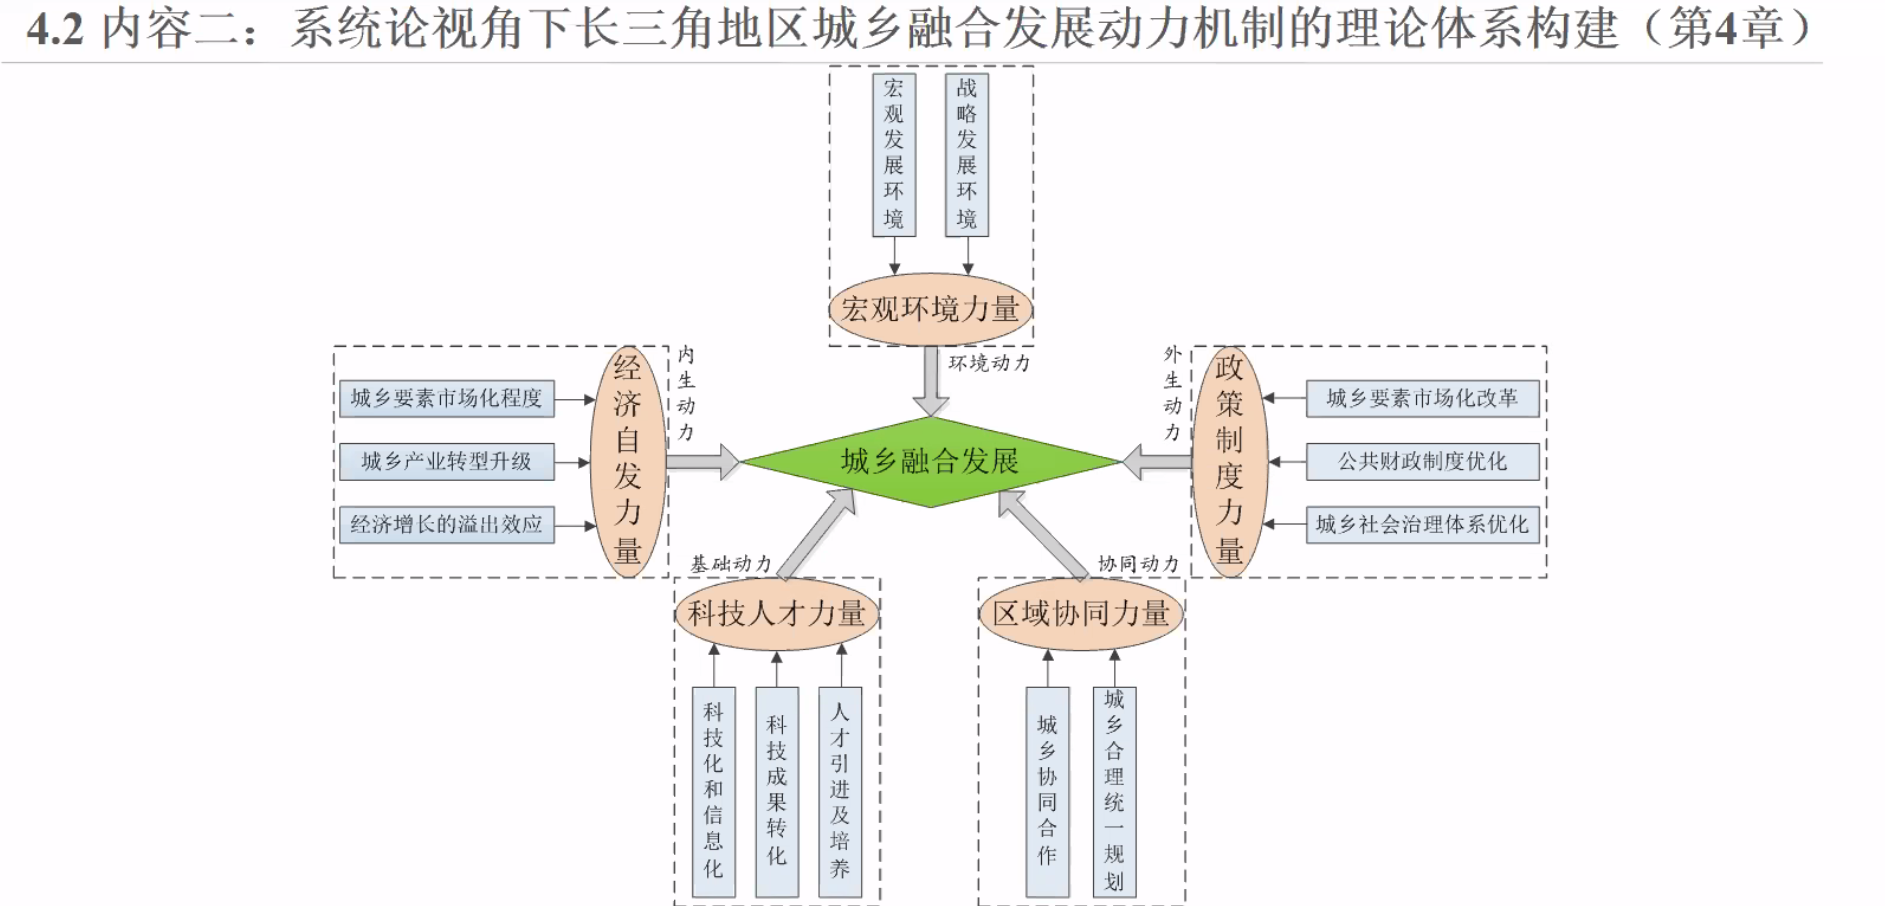 4.2 内容二：系统论视角下长三角地区城乡融合发展动力机制的理论体系构建（第4章）
宏观发展环境
战略发展环境
宏观环境力量
环境动力
城乡要素市场化程度
城乡产业转型升级
经济增长的溢出效应
经济自发力量
内生动力
城乡融合发展
外生动力
政策制度力量
城乡要素市场化改革
公共财政制度优化
城乡社会治理体系优化
基础动力
科技人才力量
科技化和信息化
科技成果转化
人才引进及培养
协同动力
区域协同力量
城乡协同合作
城乡合理统一规划